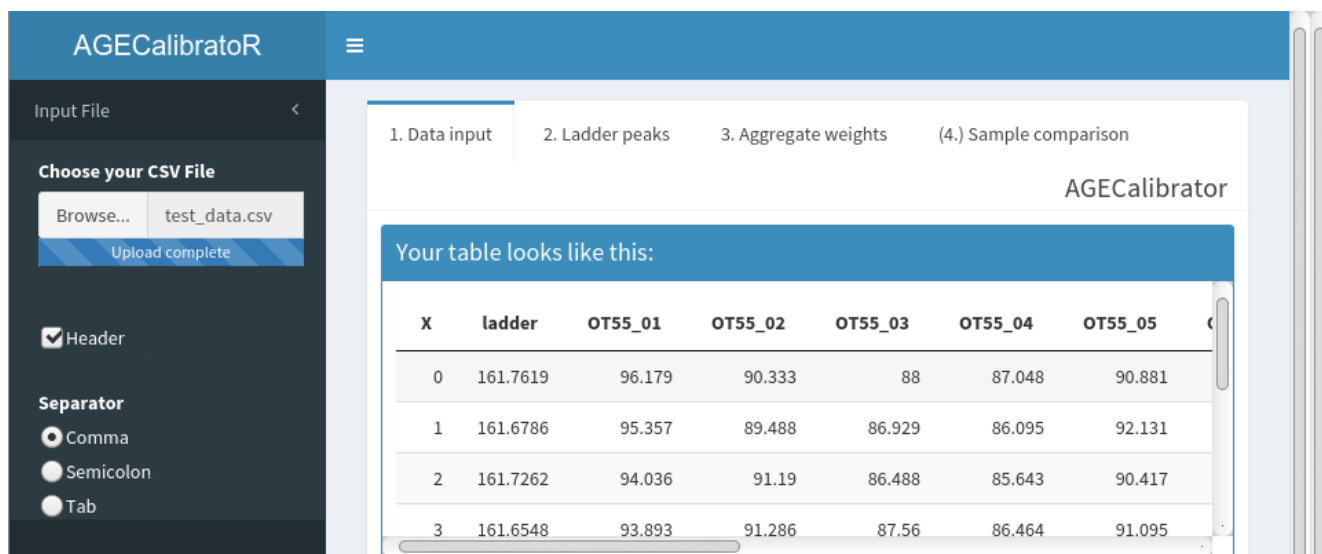 AGECalibratoR
Input File
Choose your CSV File
Browse... test_data.csv
Upload complete
Header
Separator
Comma
Semicolon
Tab
1. Data input 2. Ladder peaks 3. Aggregate weights (4.) Sample comparison
AGECalibrator
Your table looks like this:
X ladder OT55_01 OT55_02 OT55_03 OT55_04 OT55_05
0 161.7619 96.179 90.333 88 87.048 90.881
1 161.6786 95.357 89.488 86.929 86.095 92.131
2 161.7262 94.036 91.19 86.488 85.643 90.417
3 161.6548 93.893 91.286 87.56 86.464 91.095